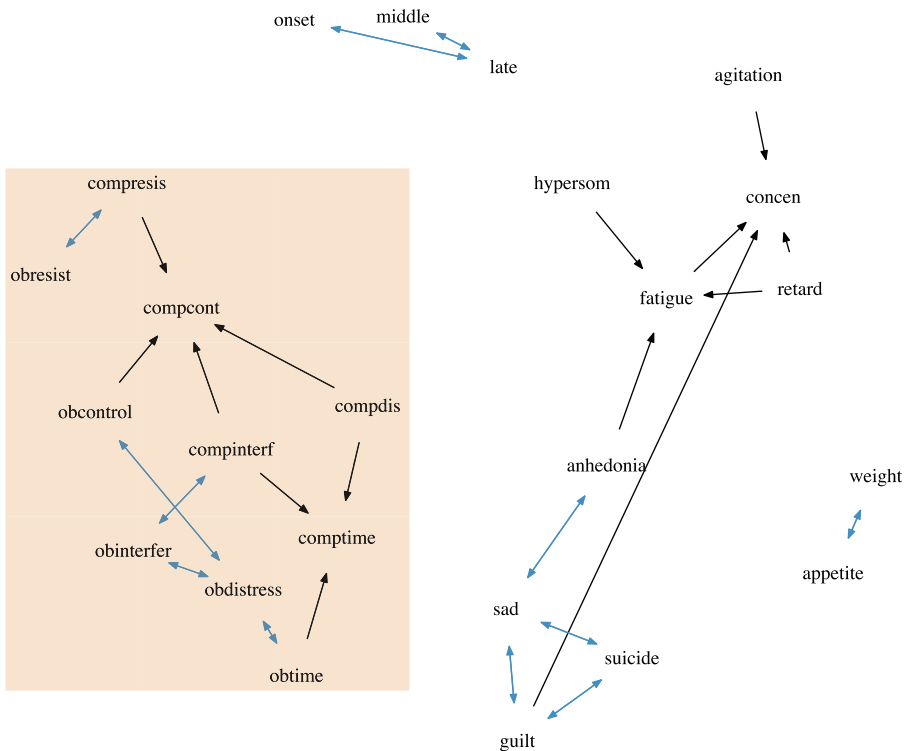 onset
middle
late
agitation
compresis
hypersom
concen
obresist
retard
fatigue
compcont
compdis
obcontrol
compinterf
anhedonia
weight
comptime
obinterfer
appetite
obdistress
sad
suicide
obtime
guilt